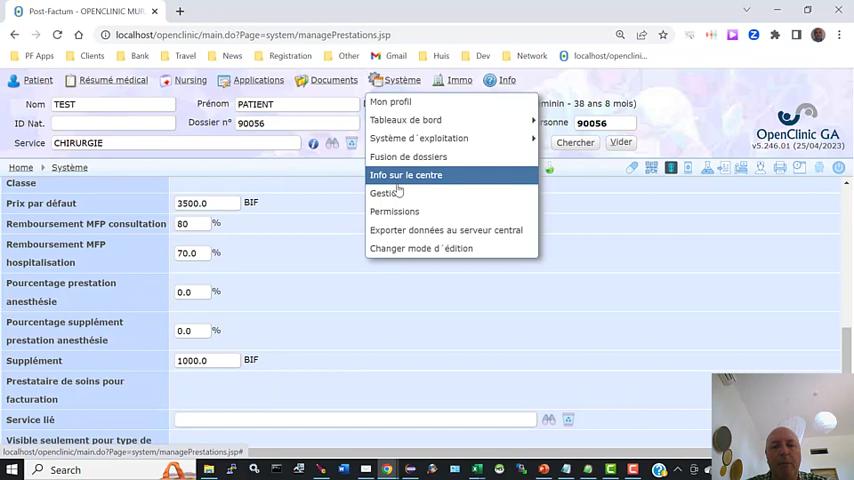 Post-Factum - OPENCLINIC MUR
localhost/openclinic/main.do?Page=system/managePrestations.jsp
PF Apps Clients Travel News Registration Other Gmail Huis Dev Network localhost/openclini...
Patient Résumé médical Nursing Applications Documents Système Immo Info
Nom TEST Prénom PATIENT
ID Nat. Dossier n° 90056
Service CHIRURGIE
eminin - 38 ans 8 mois)
rsonne 90056
Chercher Vider
OpenClinic GA
v5.246.01 (25/04/2023)
Home Système
Mon profil
Tableaux de bord
Système d´exploitation
Fusion de dossiers
Info sur le centre
Gestion
Permissions
Exporter données au serveur central
Changer mode d´édition
Classe
Prix par défaut 3500.0 BIF
Remboursement MFP consultation 80 %
Remboursement MFP
hospitalisation
70.0 %
Pourcentage prestation
anesthésie
0.0 %
Pourcentage supplément
prestation anesthésie
0.0 %
Supplément 1000.0 BIF
Prestataire de soins pour
facturation
Service lié
Visible seulement pour type de
localhost/openclinic/main.do?Page=system/managePrestations.jsp#
Search